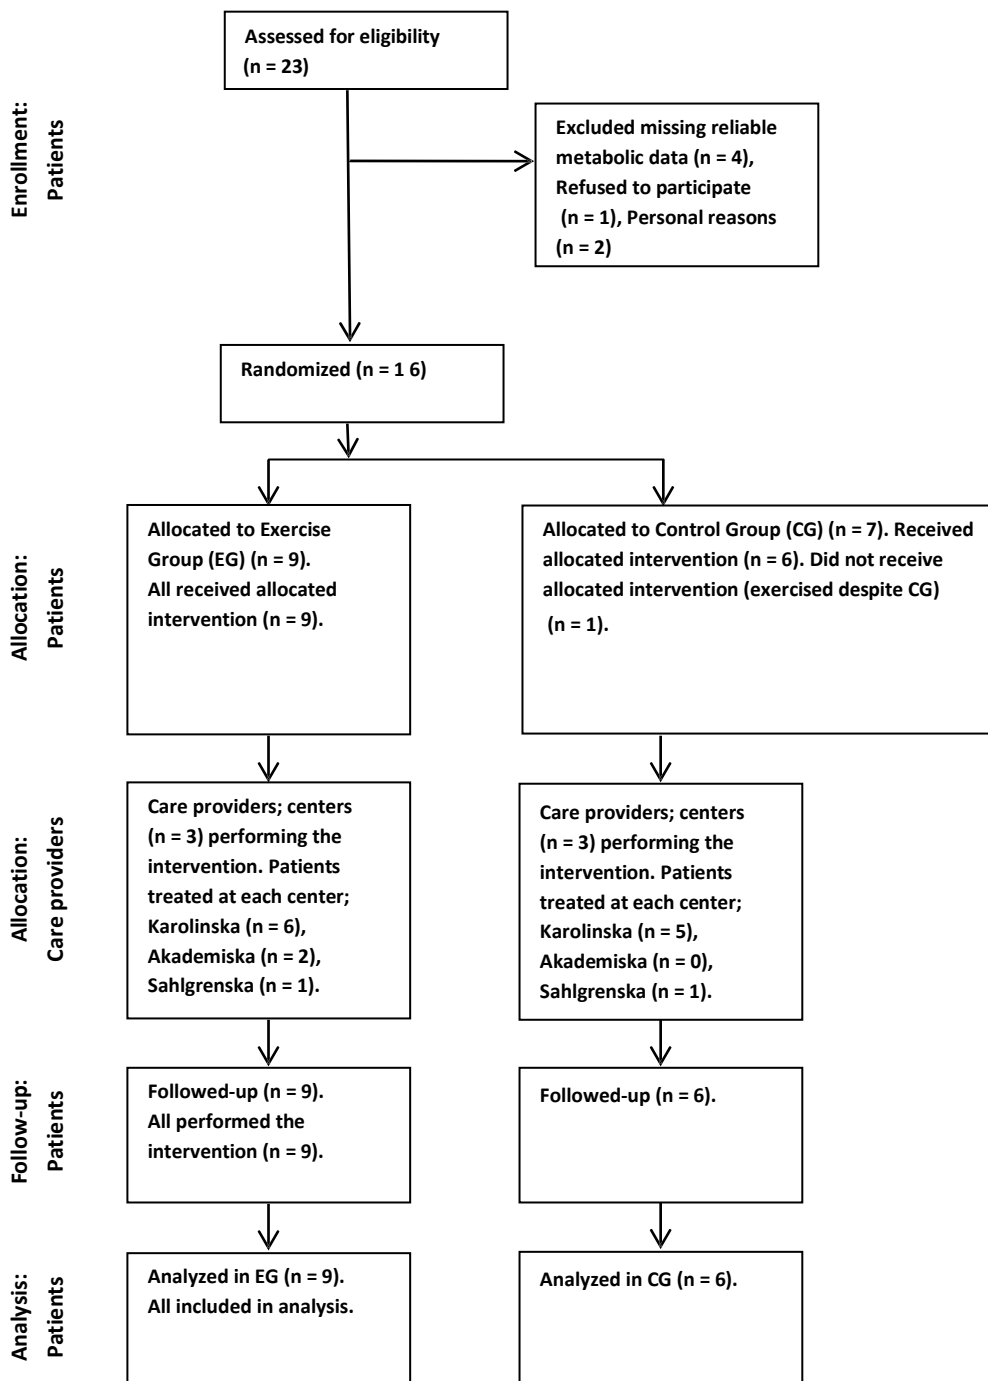 Assessed for eligibility
(n = 23)
Enrollment:
Patients
Excluded missing reliable
metabolic data (n = 4),
Refused to participate
(n = 1), Personal reasons
(n = 2)
Randomized (n = 1 6)
Allocation:
Patients
Allocated to Exercise
Group (EG) (n = 9).
All received allocated
intervention (n = 9).
Allocated to Control Group (CG) (n = 7). Received
allocated intervention (n = 6). Did not receive
allocated intervention (exercised despite CG)
(n = 1).
Allocation:
Care providers
Care providers; centers
(n = 3) performing the
intervention. Patients
treated at each center;
Karolinska (n = 6),
Akademiska (n = 2),
Sahlgrenska (n = 1).
Care providers; centers
(n = 3) performing the
intervention. Patients
treated at each center;
Karolinska (n = 5),
Akademiska (n = 0),
Sahlgrenska (n = 1).
Follow-up:
Patients
Followed-up (n = 9).
All performed the
intervention (n = 9).
Followed-up (n = 6).
Analysis:
Patients
Analyzed in EG (n = 9).
All included in analysis.
Analyzed in CG (n = 6).